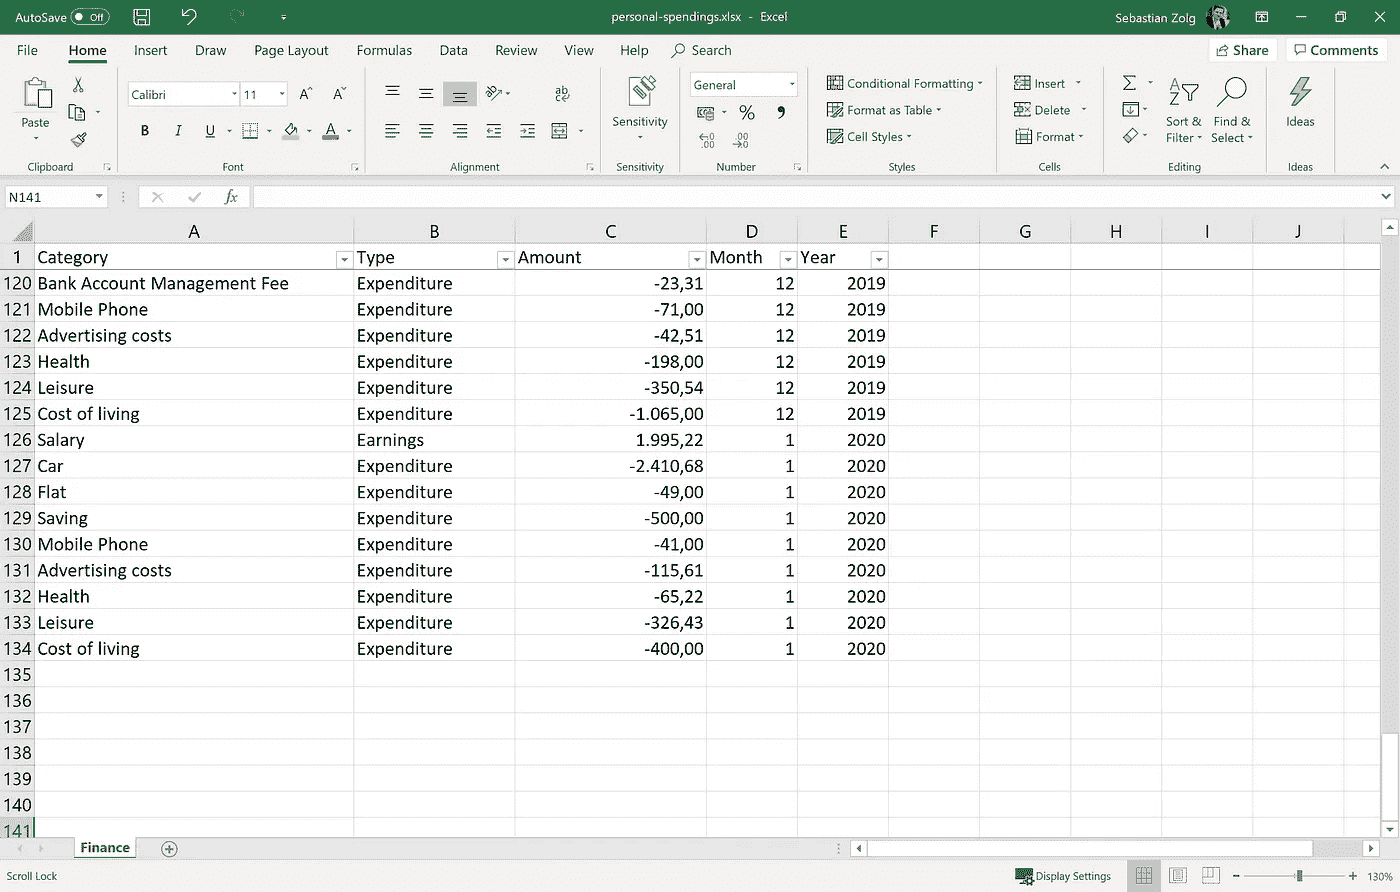 AutoSave Off personal-spendings.xlsx - Excel Sebastian Zolg
File Home Insert Draw Page Layout Formulas Data Review View Help Search Share Comments
Paste
Clipboard
Calibri 11 A A
B I U A
Font
ab
Alignment
Sensitivity
Sensitivity
General
%
,00
Number
Conditional Formatting
Format as Table
Cell Styles
Styles
Insert
Delete
Format
Cells
Sort & Filter
Find & Select
Editing
Ideas
Ideas
N141 fx
A B C D E F G H I J
1 Category Type Amount Month Year
120 Bank Account Management Fee Expenditure -23,31 12 2019
121 Mobile Phone Expenditure -71,00 12 2019
122 Advertising costs Expenditure -42,51 12 2019
123 Health Expenditure -198,00 12 2019
124 Leisure Expenditure -350,54 12 2019
125 Cost of living Expenditure -1.065,00 12 2019
126 Salary Earnings 1.995,22 1 2020
127 Car Expenditure -2.410,68 1 2020
128 Flat Expenditure -49,00 1 2020
129 Saving Expenditure -500,00 1 2020
130 Mobile Phone Expenditure -41,00 1 2020
131 Advertising costs Expenditure -115,61 1 2020
132 Health Expenditure -65,22 1 2020
133 Leisure Expenditure -326,43 1 2020
134 Cost of living Expenditure -400,00 1 2020
135
136
137
138
139
140
141
Finance
Scroll Lock Display Settings 130%